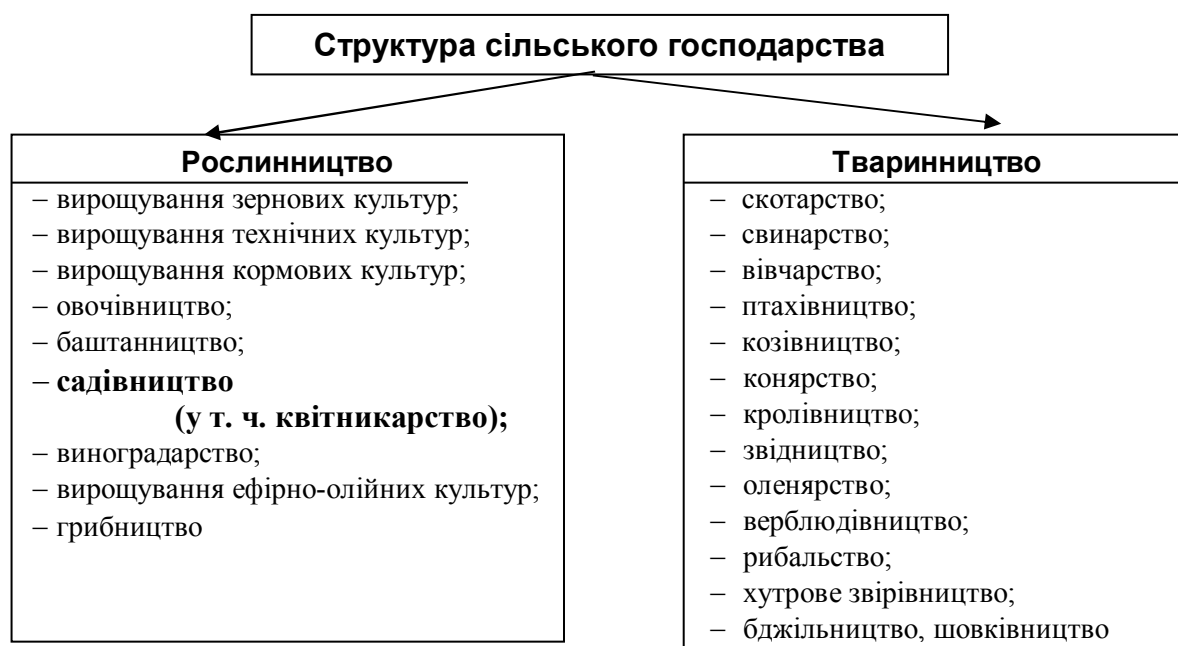 Структура сільського господарства
Рослинництво
– вирощування зернових культур;
– вирощування технічних культур;
– вирощування кормових культур;
– овочівництво;
– баштанництво;
– садівництво
(у т. ч. квітникарство);
– виноградарство;
– вирощування ефірно-олійних культур;
– грибництво
Тваринництво
– скотарство;
– свинарство;
– вівчарство;
– птахівництво;
– козівництво;
– конярство;
– кролівництво;
– звідництво;
– оленярство;
– верблюдівництво;
– рибальство;
– хутрове звірівництво;
– бджільництво, шовківництво